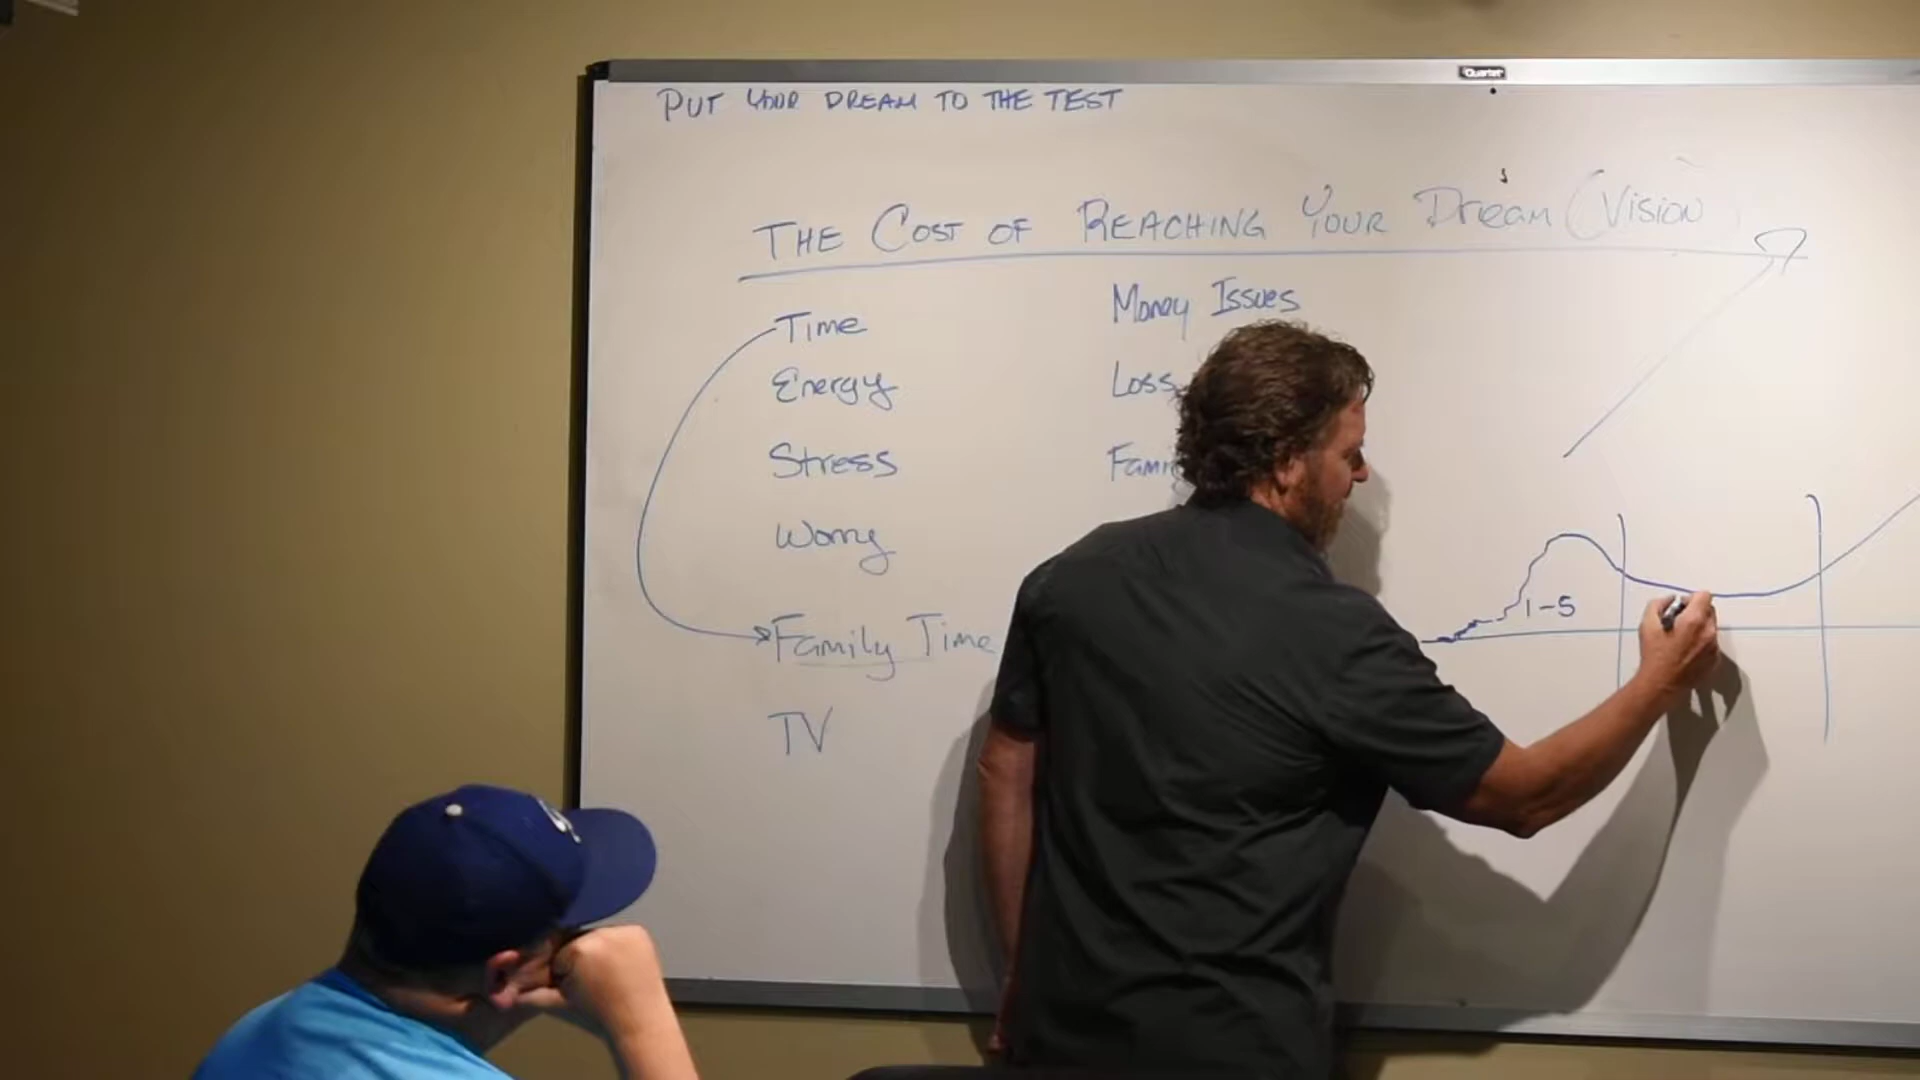 Quartet
PUT YOUR DREAM TO THE TEST
THE COST OF REACHING YOUR Dream (Vision
Time
Energy
Stress
Worry
Family Time
TV
Money Issues
Loss
1-5